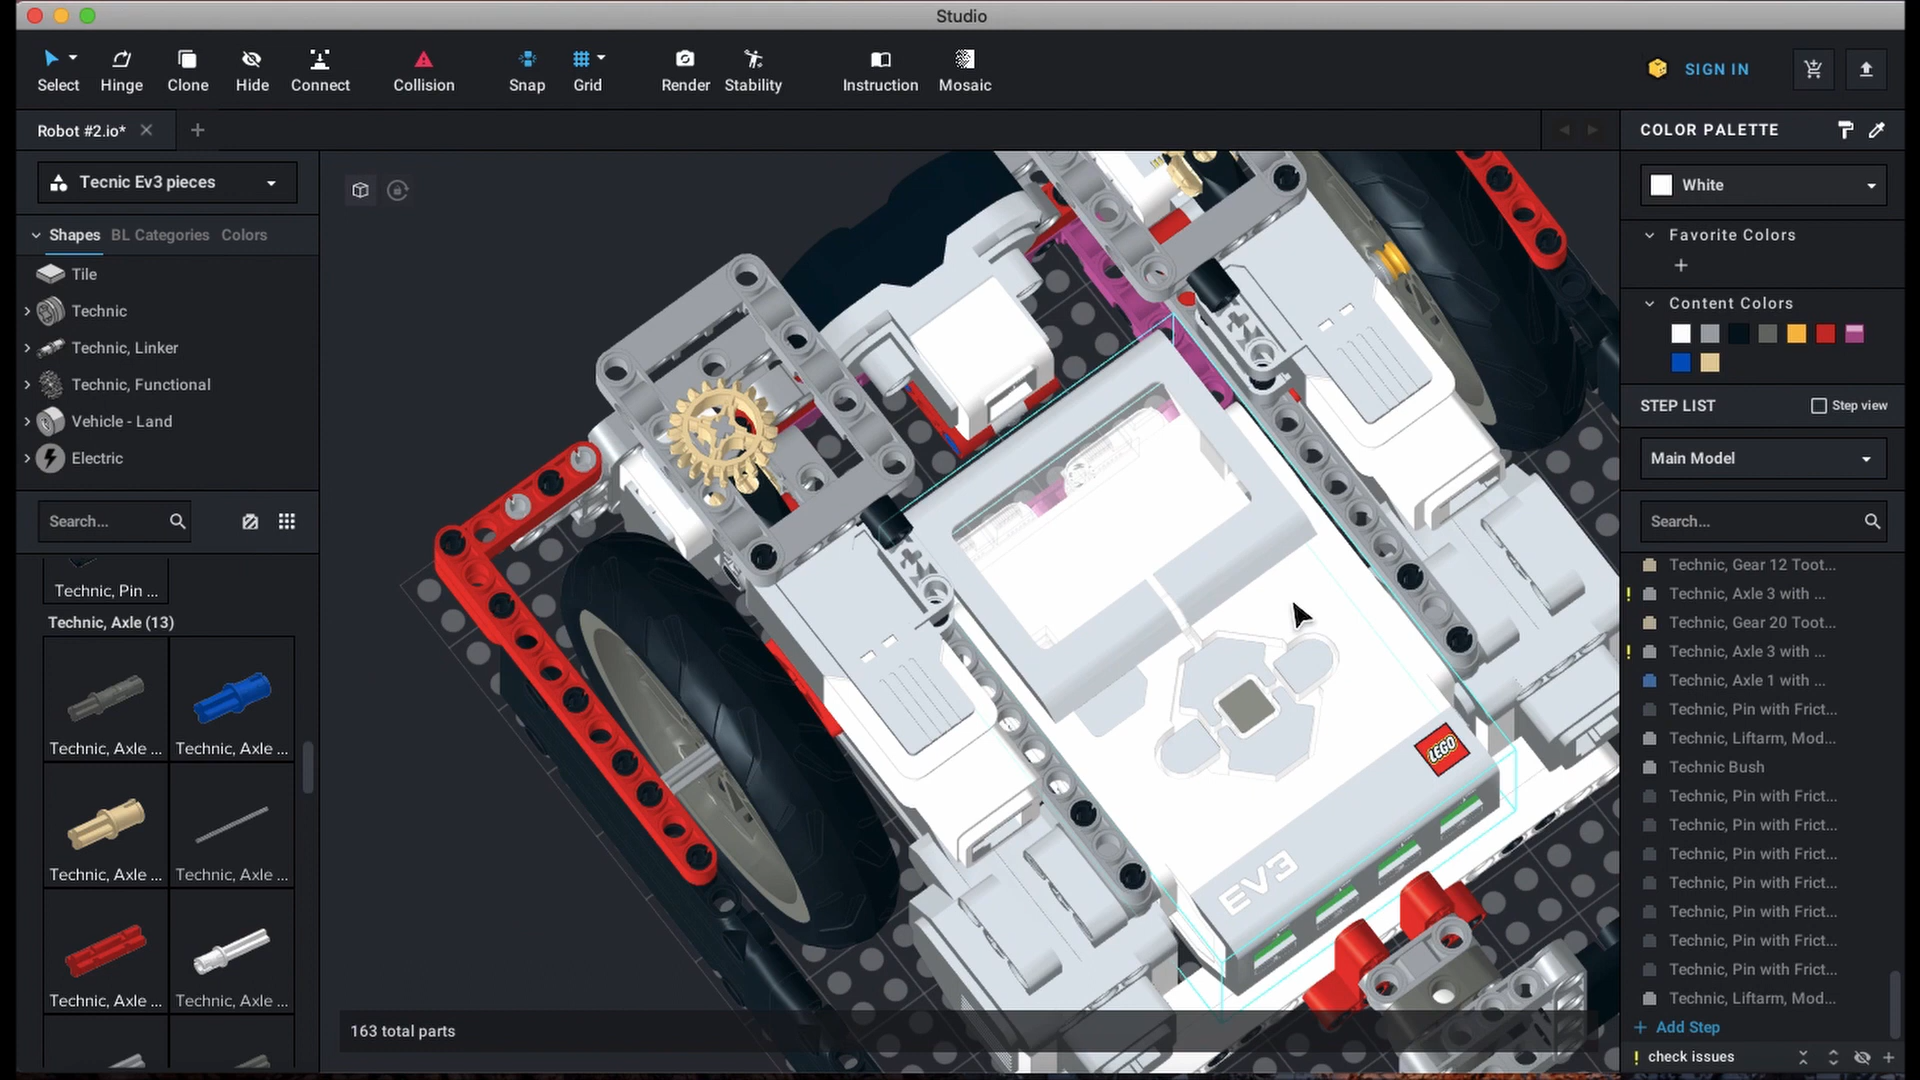 Studio
Select
Hinge
Clone
Hide
Connect
Collision
Snap
Grid
Render
Stability
Instruction
Mosaic
SIGN IN
Robot #2.io*
Tecnic Ev3 pieces
Shapes
BL Categories
Colors
Tile
Technic
Technic, Linker
Technic, Functional
Vehicle - Land
Electric
Search...
Technic, Pin ...
Technic, Axle (13)
Technic, Axle ...
Technic, Axle ...
Technic, Axle ...
Technic, Axle ...
Technic, Axle ...
Technic, Axle ...
LEGO
EV3
163 total parts
COLOR PALETTE
White
Favorite Colors
Content Colors
STEP LIST
Step view
Main Model
Search...
Technic, Gear 12 Toot...
! Technic, Axle 3 with ...
Technic, Gear 20 Toot...
! Technic, Axle 3 with ...
Technic, Axle 1 with ...
Technic, Pin with Frict...
Technic, Liftarm, Mod...
Technic Bush
Technic, Pin with Frict...
Technic, Pin with Frict...
Technic, Pin with Frict...
Technic, Pin with Frict...
Technic, Pin with Frict...
Technic, Pin with Frict...
Technic, Pin with Frict...
Technic, Liftarm, Mod...
+ Add Step
! check issues